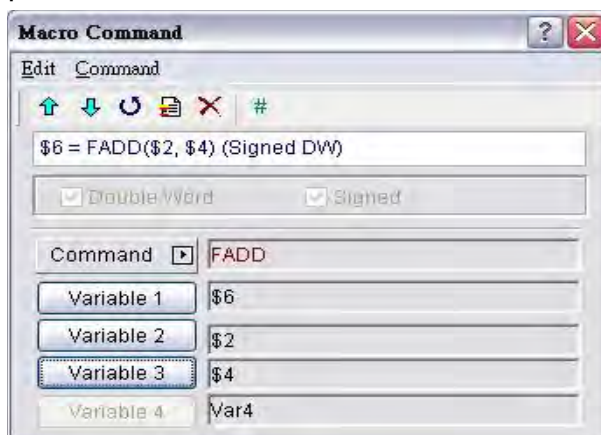 Macro Command
Edit Command
#
$6 = FADD($2, $4) (Signed DW)
Double Word Signed
Command FADD
Variable 1 $6
Variable 2 $2
Variable 3 $4
Variable 4 Var4